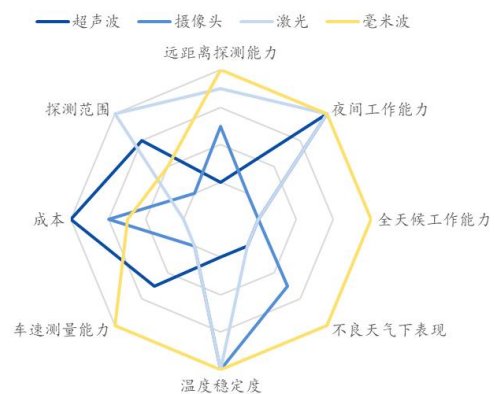 超声波 摄像头 激光 毫米波
远距离探测能力
探测范围 夜间工作能力
成本 全天候工作能力
车速测量能力 不良天气下表现
温度稳定度